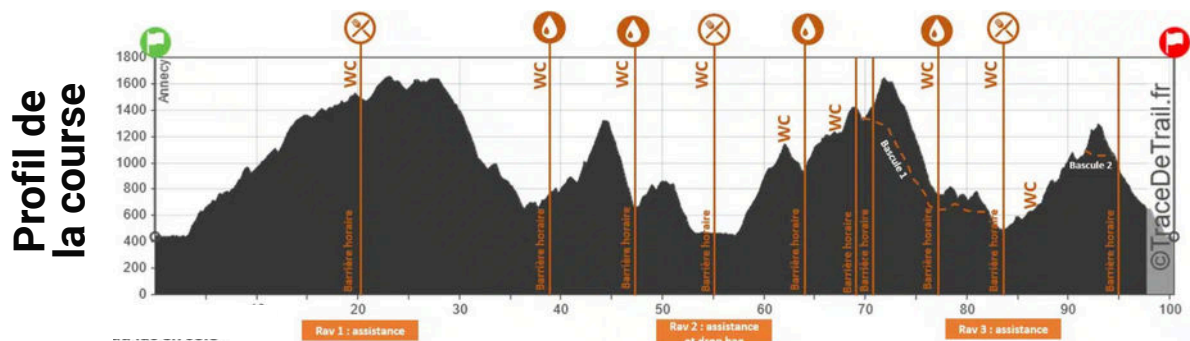 Profil de
la course
1800
1600
1400
1200
1000
800
600
400
200
0
Annecy
WC
WC
WC
WC
WC
WC
WC
WC
WC
WC
Barrière horaire
Barrière horaire
Barrière horaire
Barrière horaire
Barrière horaire
Barrière horaire
Barrière horaire
Barrière horaire
Barrière horaire
Barrière horaire
Bascule 1
Bascule 2
©TraceDeTrail.fr
20
30
40
50
60
70
80
90
100
Rav 1 : assistance
Rav 2 : assistance
Rav 3 : assistance